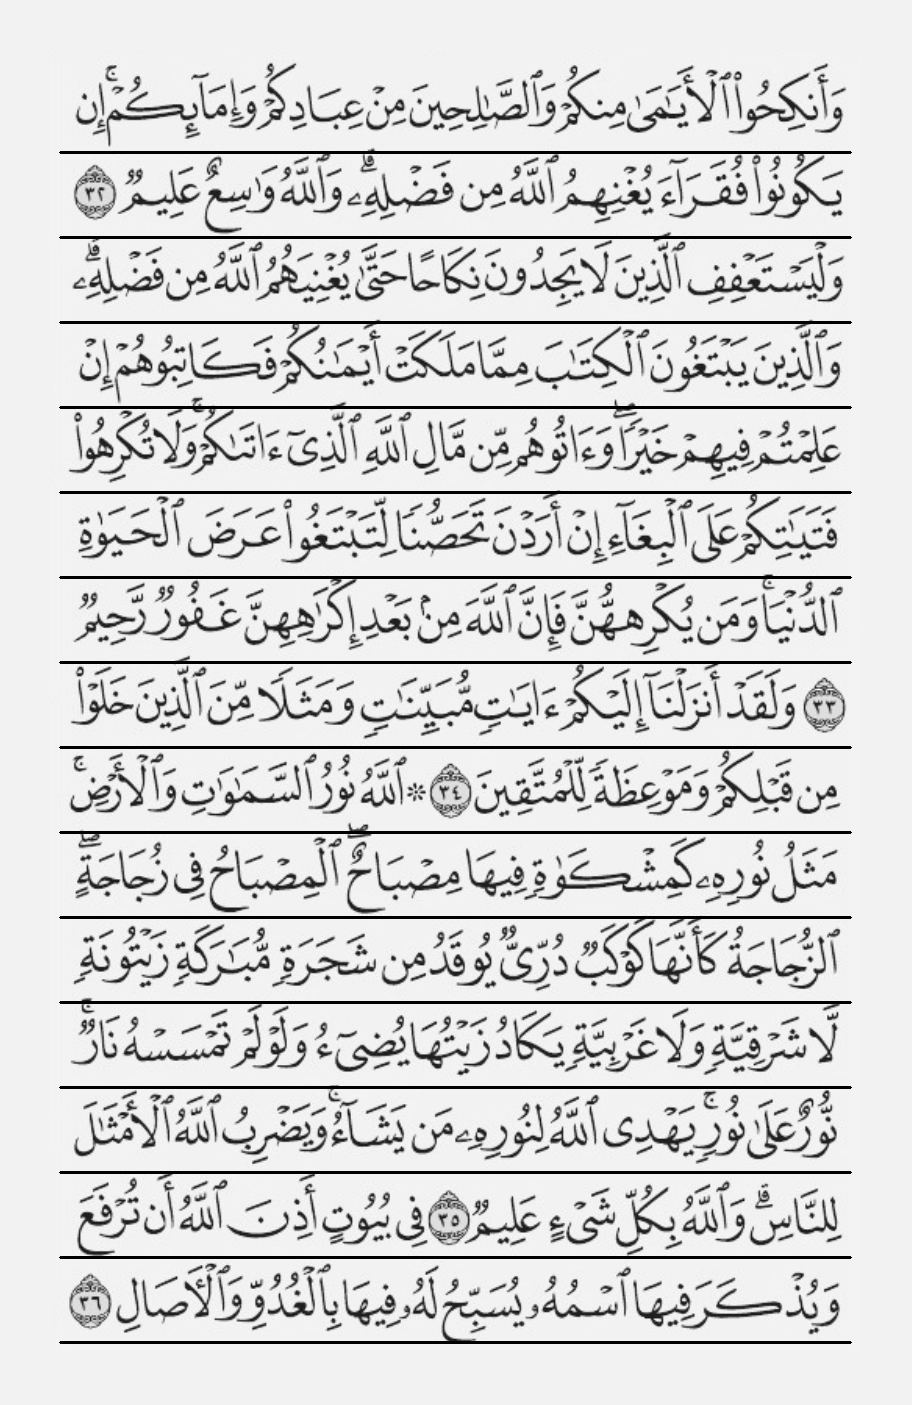 وَأَنكِحُوا۟ ٱلْأَيَـٰمَىٰ مِنكُمْ وَٱلصَّـٰلِحِينَ مِنْ عِبَادِكُمْ وَإِمَآئِكُمْ ۚ إِن
يَكُونُوا۟ فُقَرَآءَ يُغْنِهِمُ ٱللَّهُ مِن فَضْلِهِۦ ۗ وَٱللَّهُ وَٰسِعٌ عَلِيمٌ ٣٢
وَلْيَسْتَعْفِفِ ٱلَّذِينَ لَا يَجِدُونَ نِكَاحًا حَتَّىٰ يُغْنِيَهُمُ ٱللَّهُ مِن فَضْلِهِۦ ۗ
وَٱلَّذِينَ يَبْتَغُونَ ٱلْكِتَـٰبَ مِمَّا مَلَكَتْ أَيْمَـٰنُكُمْ فَكَاتِبُوهُمْ إِنْ
عَلِمْتُمْ فِيهِمْ خَيْرًا ۖ وَءَاتُوهُم مِّن مَّالِ ٱللَّهِ ٱلَّذِىٓ ءَاتَىٰكُمْ ۚ وَلَا تُكْرِهُوا۟
فَتَيَـٰتِكُمْ عَلَى ٱلْبِغَآءِ إِنْ أَرَدْنَ تَحَصُّنًا لِّتَبْتَغُوا۟ عَرَضَ ٱلْحَيَوٰةِ
ٱلدُّنْيَا ۚ وَمَن يُكْرِههُّنَّ فَإِنَّ ٱللَّهَ مِنۢ بَعْدِ إِكْرَٰهِهِنَّ غَفُورٌ رَّحِيمٌ
٣٣ وَلَقَدْ أَنزَلْنَآ إِلَيْكُمْ ءَايَـٰتٍ مُّبَيِّنَـٰتٍ وَمَثَلًا مِّنَ ٱلَّذِينَ خَلَوْا۟
مِن قَبْلِكُمْ وَمَوْعِظَةً لِّلْمُتَّقِينَ ٣٤ * ٱللَّهُ نُورُ ٱلسَّمَـٰوَٰتِ وَٱلْأَرْضِ ۚ
مَثَلُ نُورِهِۦ كَمِشْكَوٰةٍ فِيهَا مِصْبَاحٌ ۖ ٱلْمِصْبَاحُ فِى زُجَاجَةٍ ۖ
ٱلزُّجَاجَةُ كَأَنَّهَا كَوْكَبٌ دُرِّىٌّ يُوقَدُ مِن شَجَرَةٍ مُّبَـٰرَكَةٍ زَيْتُونَةٍ
لَّا شَرْقِيَّةٍ وَلَا غَرْبِيَّةٍ يَكَادُ زَيْتُهَا يُضِىٓءُ وَلَوْ لَمْ تَمْسَسْهُ نَارٌ ۚ
نُّورٌ عَلَىٰ نُورٍ ۗ يَهْدِى ٱللَّهُ لِنُورِهِۦ مَن يَشَآءُ ۚ وَيَضْرِبُ ٱللَّهُ ٱلْأَمْثَـٰلَ
لِلنَّاسِ ۗ وَٱللَّهُ بِكُلِّ شَىْءٍ عَلِيمٌ ٣٥ فِى بُيُوتٍ أَذِنَ ٱللَّهُ أَن تُرْفَعَ
وَيُذْكَرَ فِيهَا ٱسْمُهُۥ يُسَبِّحُ لَهُۥ فِيهَا بِٱلْغُدُوِّ وَٱلْـَٔاصَالِ ٣٦